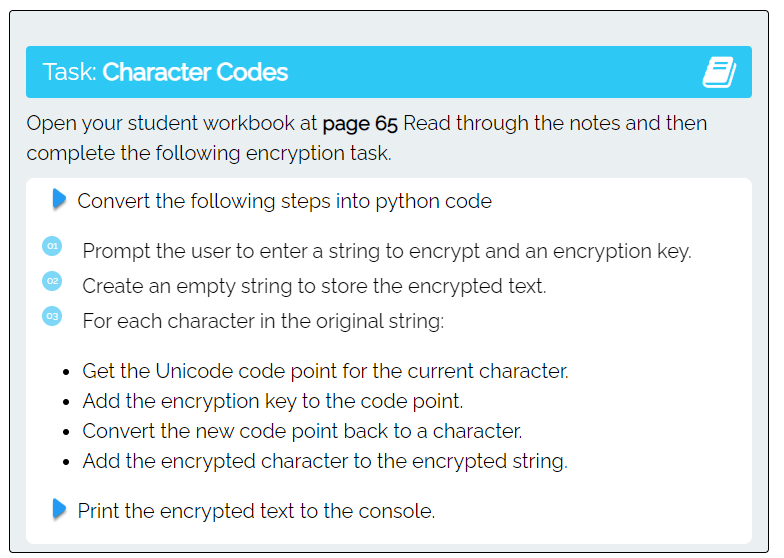 Task: Character Codes
Open your student workbook at page 65 Read through the notes and then
complete the following encryption task.
Convert the following steps into python code
01 Prompt the user to enter a string to encrypt and an encryption key.
02 Create an empty string to store the encrypted text.
03 For each character in the original string:
• Get the Unicode code point for the current character.
• Add the encryption key to the code point.
• Convert the new code point back to a character.
• Add the encrypted character to the encrypted string.
Print the encrypted text to the console.